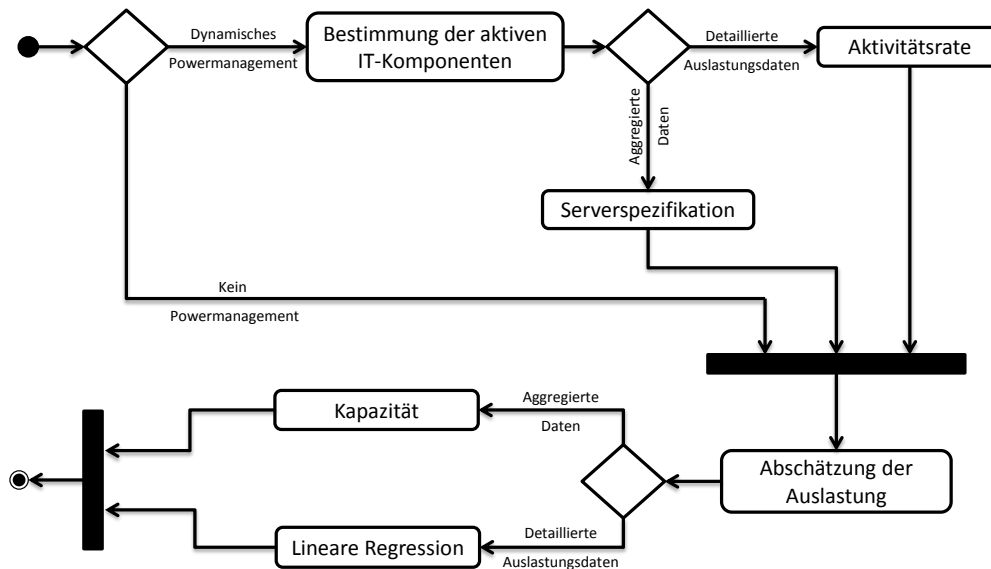 Dynamisches
Powermanagement
Bestimmung der aktiven
IT-Komponenten
Detaillierte
Auslastungsdaten
Aktivitätsrate
Aggregierte
Daten
Serverspezifikation
Kein
Powermanagement
Kapazität
Aggregierte
Daten
Abschätzung der
Auslastung
Lineare Regression
Detaillierte
Auslastungsdaten